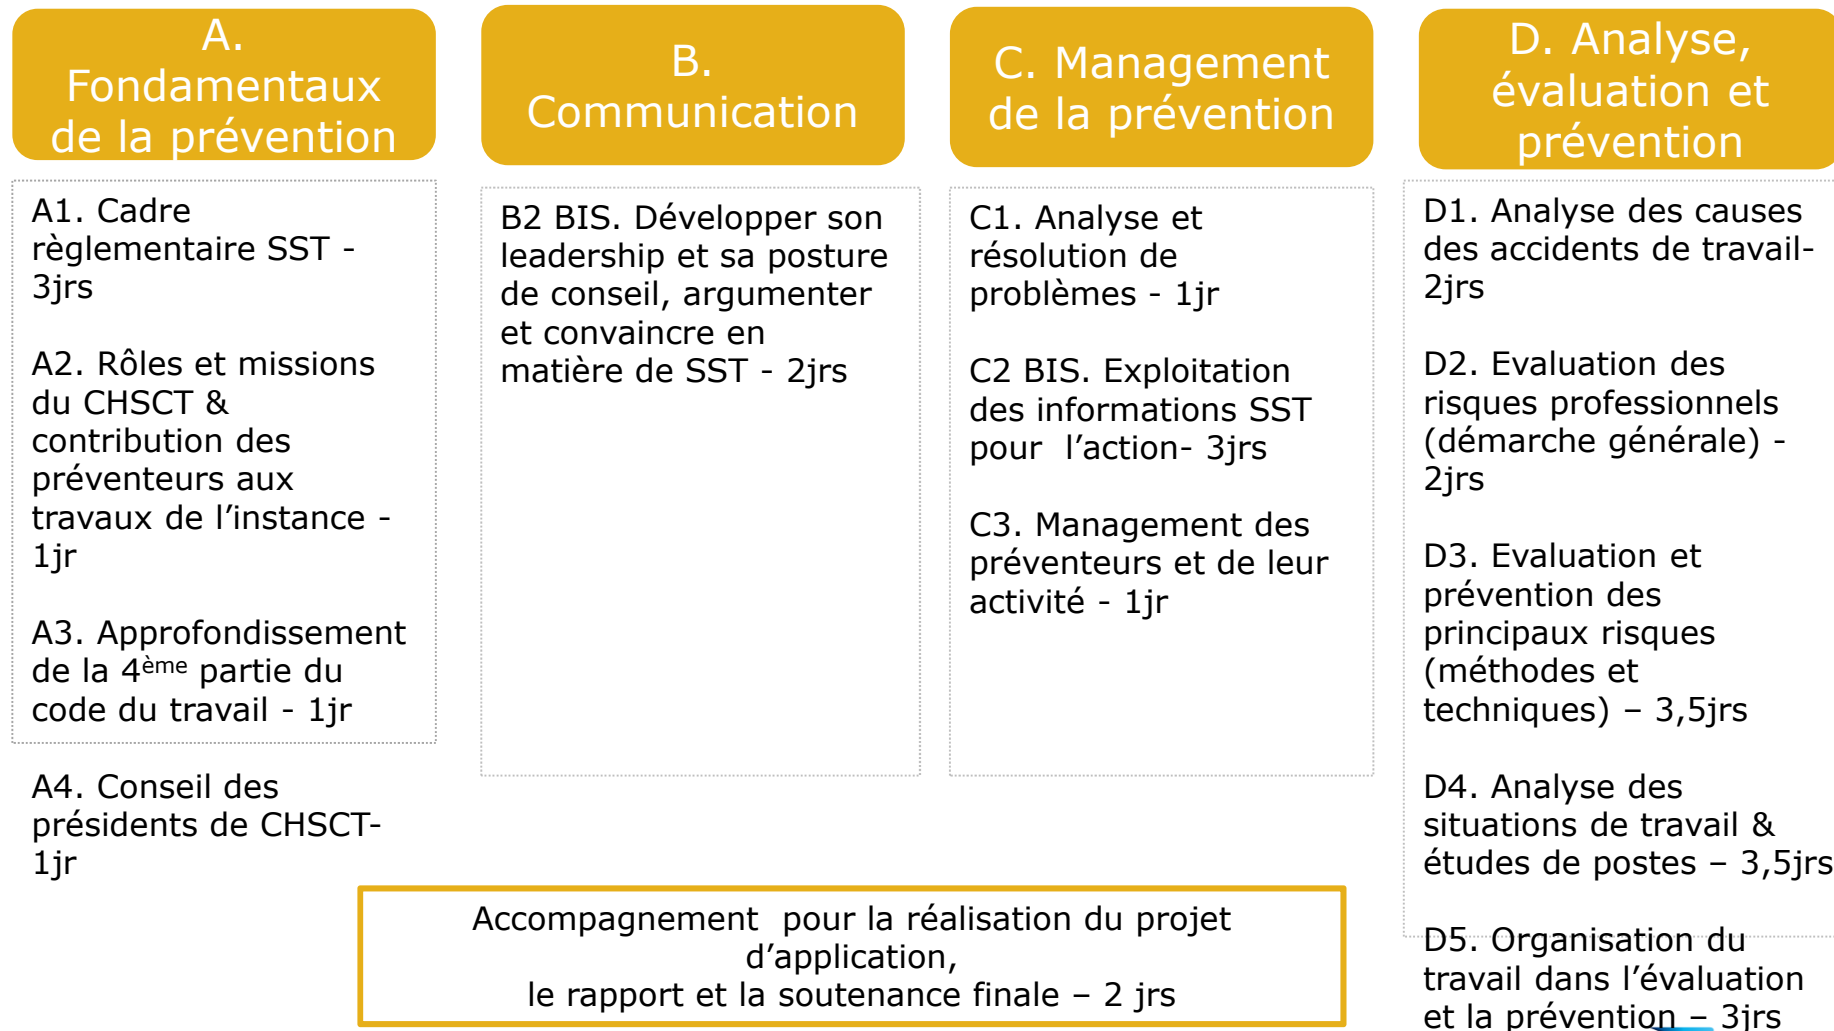 A.
Fondamentaux
de la prévention
A1. Cadre
règlementaire SST -
3jrs
A2. Rôles et missions
du CHSCT &
contribution des
préventeurs aux
travaux de l'instance -
1jr
A3. Approfondissement
de la 4ème partie du
code du travail - 1jr
A4. Conseil des
présidents de CHSCT-
1jr
B.
Communication
B2 BIS. Développer son
leadership et sa posture
de conseil, argumenter
et convaincre en
matière de SST - 2jrs
C. Management
de la prévention
C1. Analyse et
résolution de
problèmes - 1jr
C2 BIS. Exploitation
des informations SST
pour  l'action- 3jrs
C3. Management des
préventeurs et de leur
activité - 1jr
D. Analyse,
évaluation et
prévention
D1. Analyse des causes
des accidents de travail-
2jrs
D2. Evaluation des
risques professionnels
(démarche générale) -
2jrs
D3. Evaluation et
prévention des
principaux risques
(méthodes et
techniques) – 3,5jrs
D4. Analyse des
situations de travail &
études de postes – 3,5jrs
D5. Organisation du
travail dans l'évaluation
et la prévention – 3jrs
Accompagnement  pour la réalisation du projet
d'application,
le rapport et la soutenance finale – 2 jrs